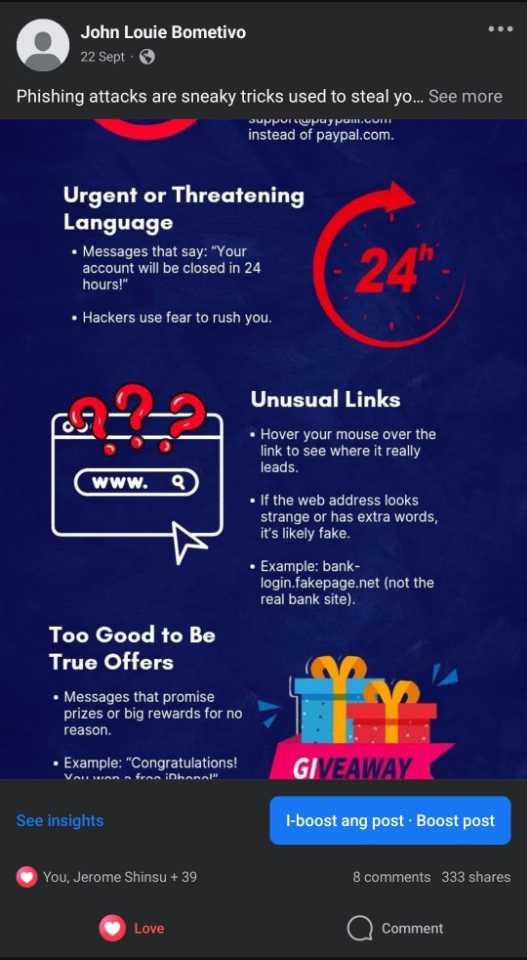 John Louie Bometivo
22 Sept ·
Phishing attacks are sneaky tricks used to steal yo... See more
instead of paypal.com.
Urgent or Threatening
Language
• Messages that say: "Your
account will be closed in 24
hours!"
• Hackers use fear to rush you.
24h
Unusual Links
• Hover your mouse over the
link to see where it really
leads.
• If the web address looks
strange or has extra words,
it's likely fake.
• Example: bank-
login.fakepage.net (not the
real bank site).
???
www.
Too Good to Be
True Offers
• Messages that promise
prizes or big rewards for no
reason.
• Example: "Congratulations!
You won a free iPhone!"
GIVEAWAY
See insights
I-boost ang post · Boost post
You, Jerome Shinsu + 39
8 comments 333 shares
Love
Comment